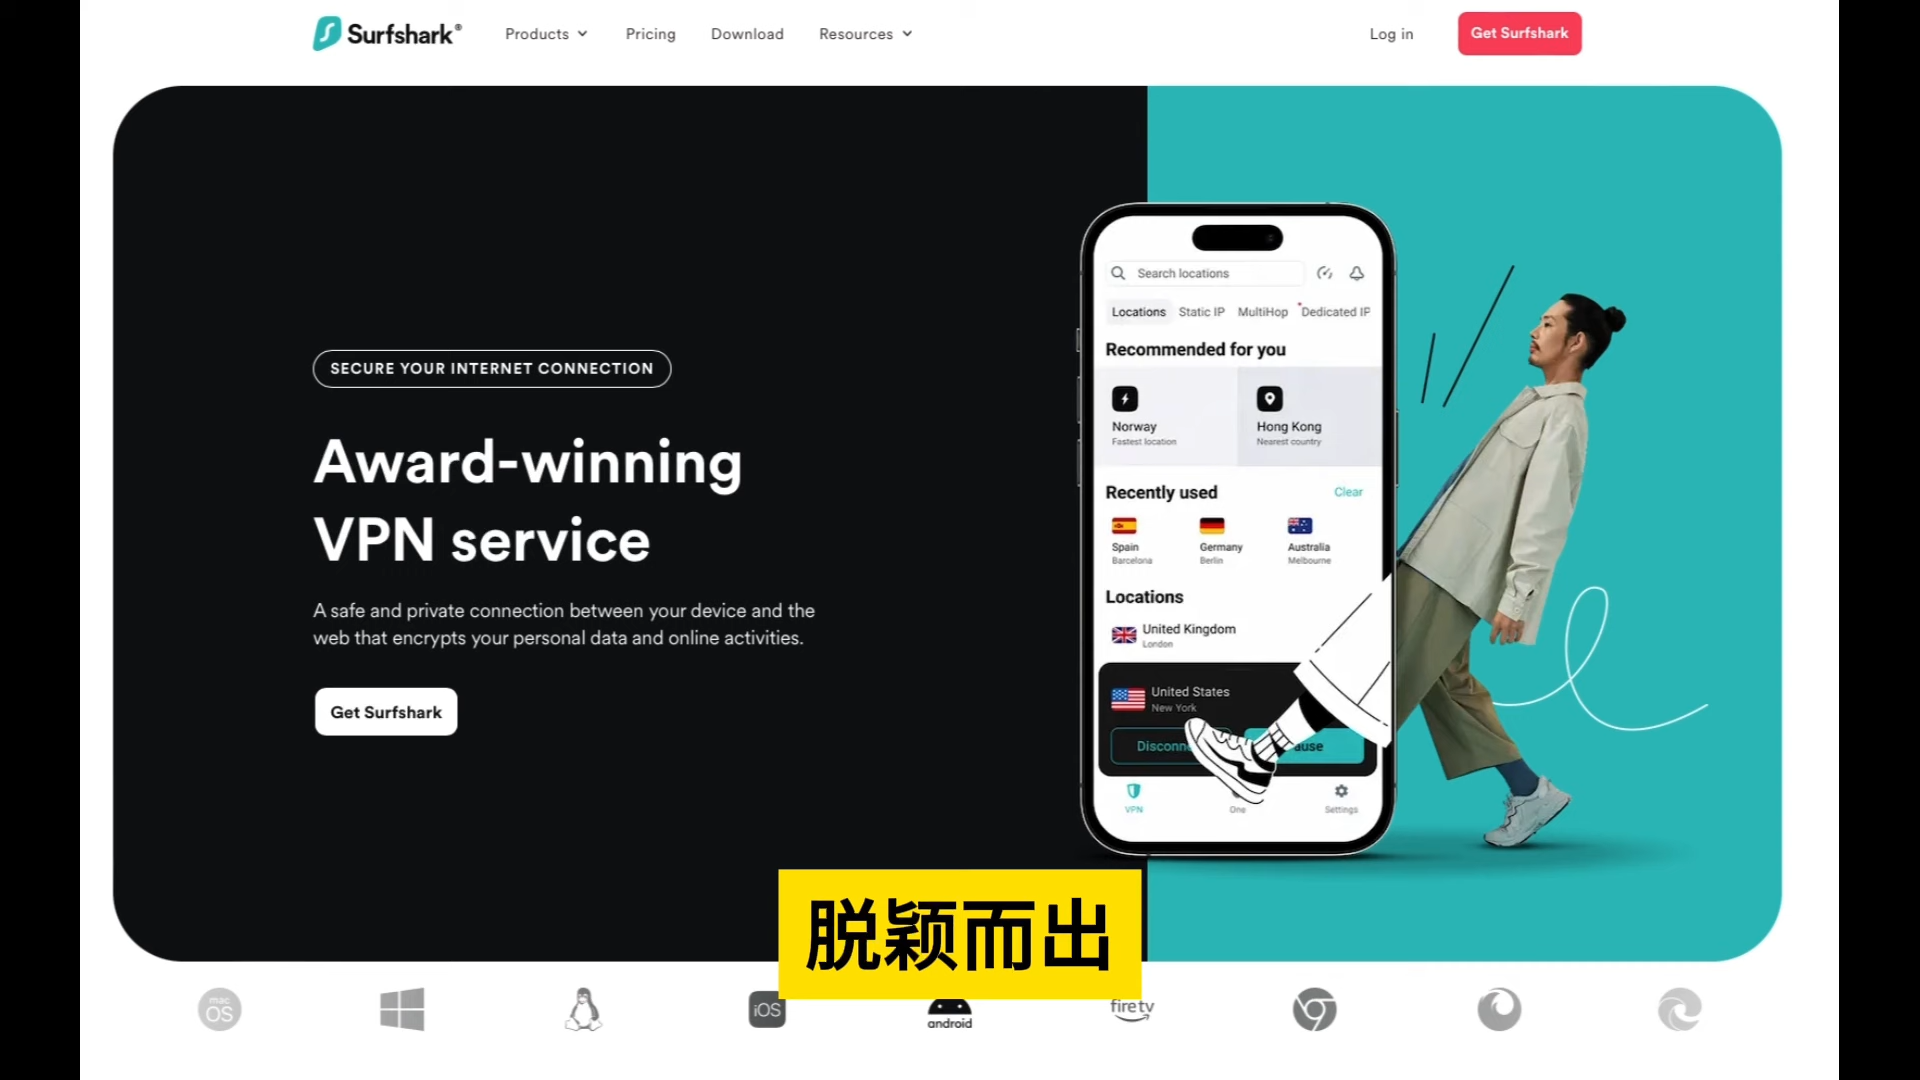 Surfshark®
Products
Pricing
Download
Resources
Log in
Get Surfshark
SECURE YOUR INTERNET CONNECTION
Award-winning
VPN service
A safe and private connection between your device and the
web that encrypts your personal data and online activities.
Get Surfshark
Search locations
Locations
Static IP
MultiHop
Dedicated IP
Recommended for you
Norway
Fastest location
Hong Kong
Nearest country
Recently used
Clear
Spain
Barcelona
Germany
Berlin
Australia
Melbourne
Locations
United Kingdom
London
United States
New York
VPN
One
Settings
脱颖而出
mac
OS
iOS
android
fire tv